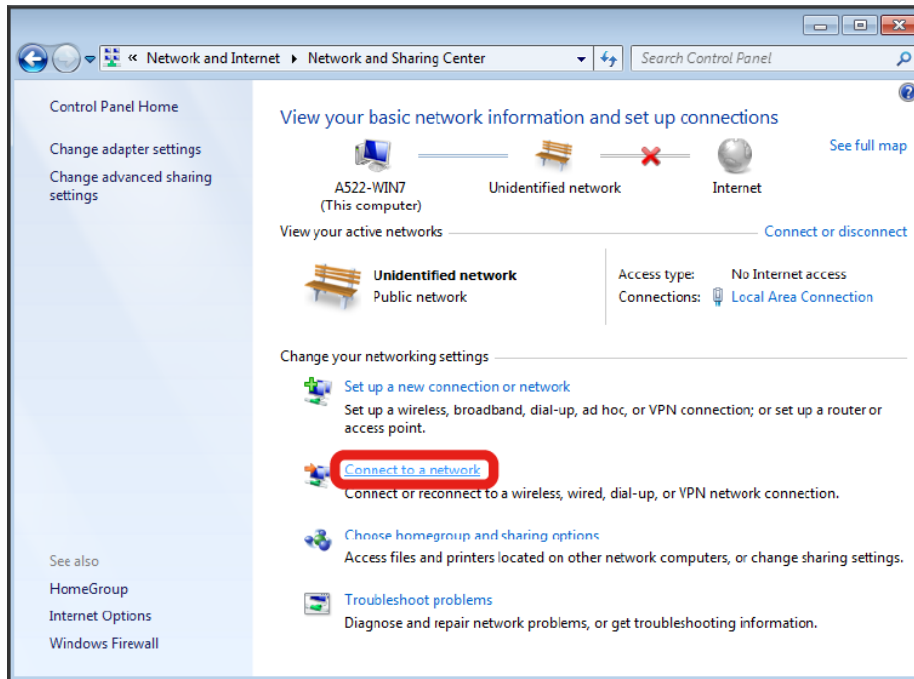 « Network and Internet ▸ Network and Sharing Center
Search Control Panel
Control Panel Home
Change adapter settings
Change advanced sharing
settings
See also
HomeGroup
Internet Options
Windows Firewall
View your basic network information and set up connections
See full map
A522-WIN7
(This computer)
Unidentified network
Internet
View your active networks
Connect or disconnect
Unidentified network
Public network
Access type: No Internet access
Connections: Local Area Connection
Change your networking settings
Set up a new connection or network
Set up a wireless, broadband, dial-up, ad hoc, or VPN connection; or set up a router or
access point.
Connect to a network
Connect or reconnect to a wireless, wired, dial-up, or VPN network connection.
Choose homegroup and sharing options
Access files and printers located on other network computers, or change sharing settings.
Troubleshoot problems
Diagnose and repair network problems, or get troubleshooting information.